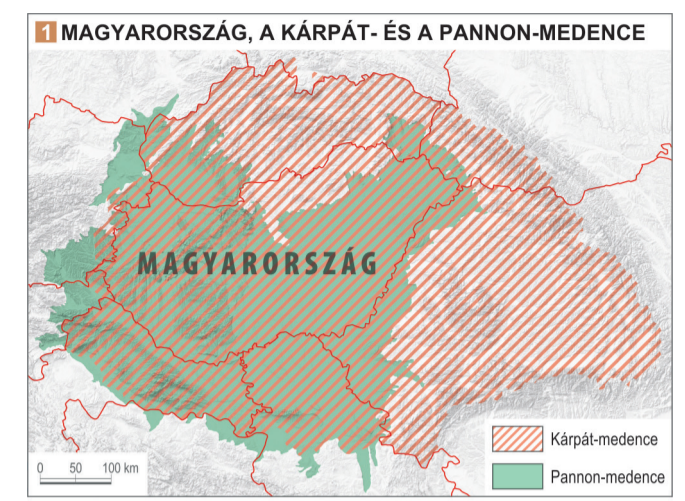 1 MAGYARORSZÁG, A KÁRPÁT- ÉS A PANNON-MEDENCE
MAGYARORSZÁG
Kárpát-medence
Pannon-medence
0 50 100 km